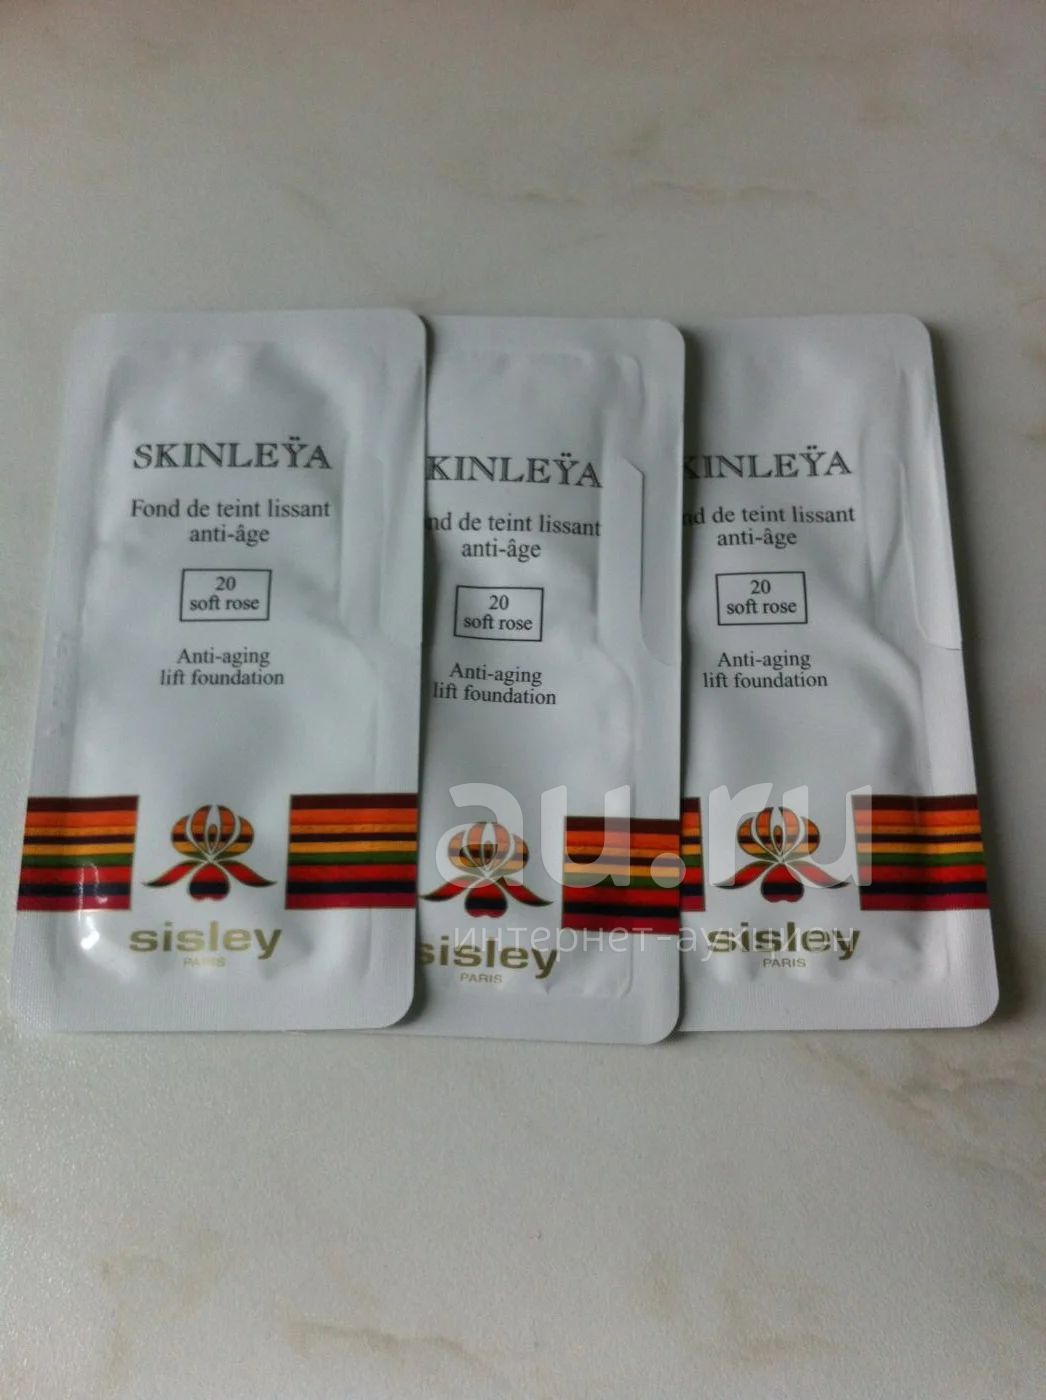 SKINLEŸA
Fond de teint lissant
anti-âge
20
soft rose
Anti-aging
lift foundation
sisley
PARIS
KINLEŸA
nd de teint lissant
anti-âge
20
soft rose
Anti-aging
lift foundation
sisley
PARIS
KINLEŸA
nd de teint lissant
anti-âge
20
soft rose
Anti-aging
lift foundation
sisley
PARIS
au.ru
интернет-аукцион